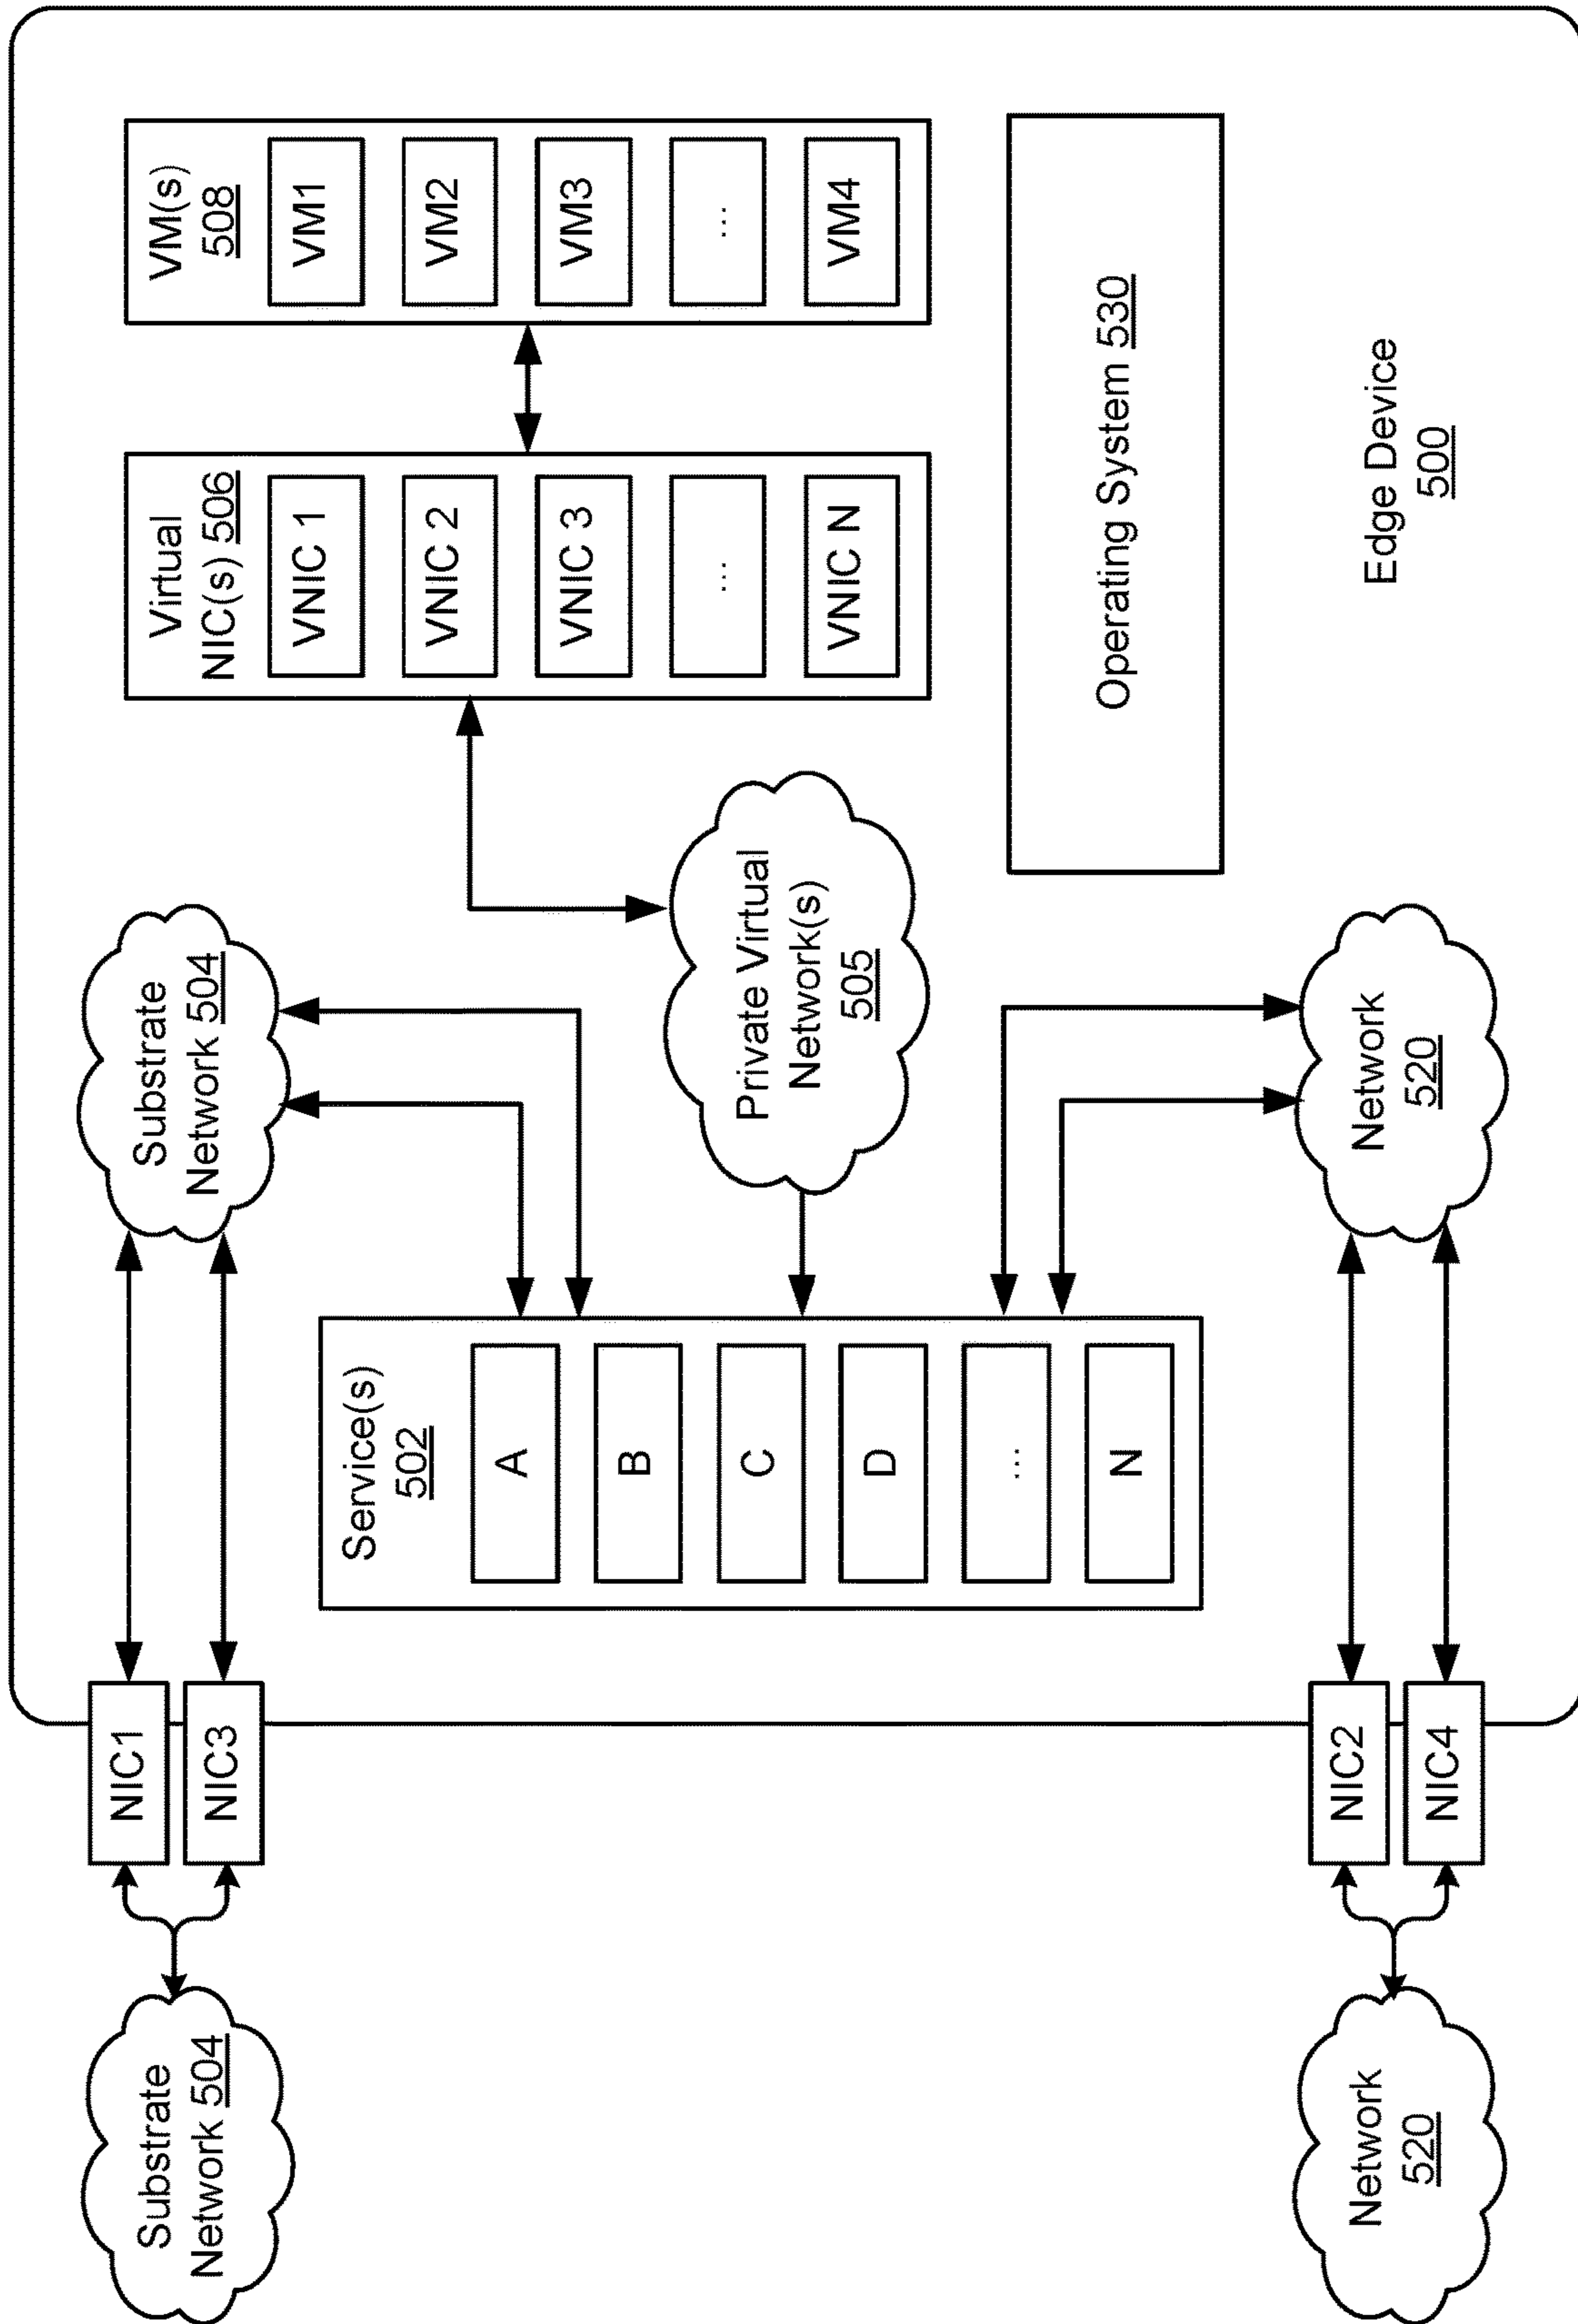 Substrate
Network 504
NIC1
NIC3
Substrate
Network 504
Service(s)
502
A
B
C
D
...
N
Private Virtual
Network(s)
505
Virtual
NIC(s) 506
VNIC 1
VNIC 2
VNIC 3
...
VNIC N
VM(s)
508
VM1
VM2
VM3
...
VM4
Network
520
NIC2
NIC4
Network
520
Operating System 530
Edge Device
500